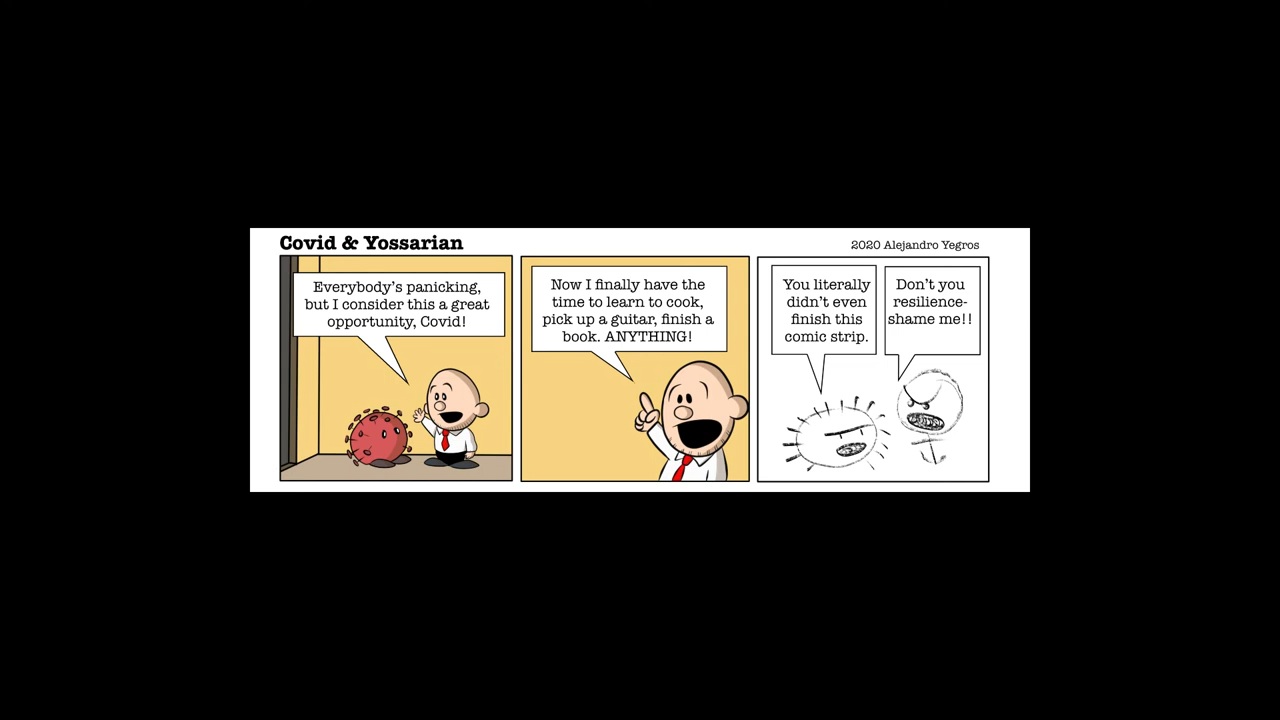 Covid & Yossarian
2020 Alejandro Yegros
Everybody's panicking,
but I consider this a great
opportunity, Covid!
Now I finally have the
time to learn to cook,
pick up a guitar, finish a
book. ANYTHING!
You literally
didn't even
finish this
comic strip.
Don't you
resilience-
shame me!!